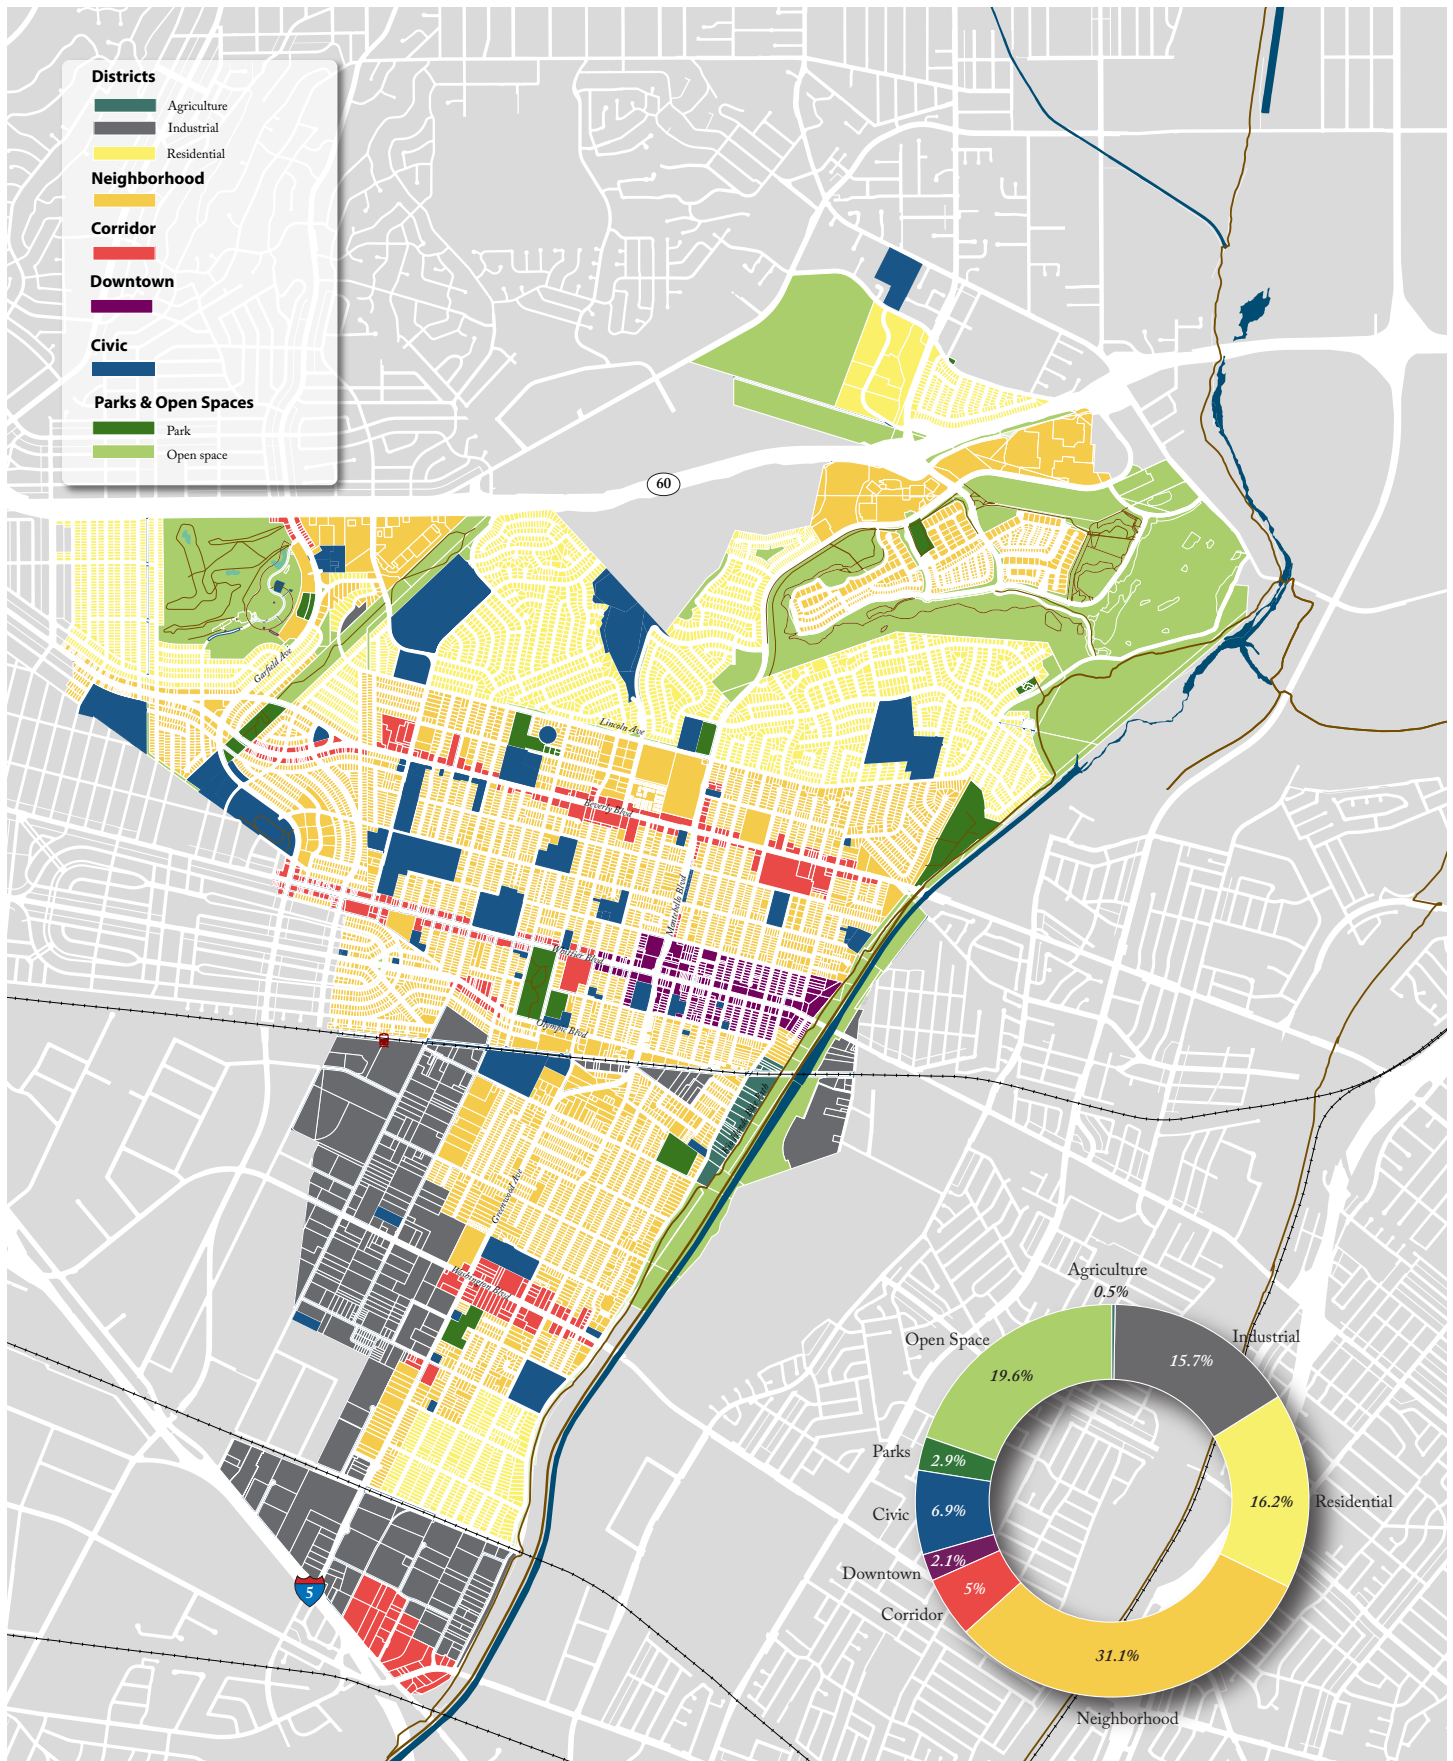 Districts
Agriculture
Industrial
Residential
Neighborhood
Corridor
Downtown
Civic
Parks & Open Spaces
Park
Open space
60
Garfield Ave
Lincoln Ave
Beverly Blvd
Montebello Blvd
Whittier Blvd
Olympic Blvd
Greenwood Ave
Washington Blvd
5
Agriculture
0.5%
Industrial
15.7%
Open Space
19.6%
Parks
2.9%
Civic
6.9%
Residential
16.2%
Downtown
2.1%
Corridor
5%
31.1%
Neighborhood